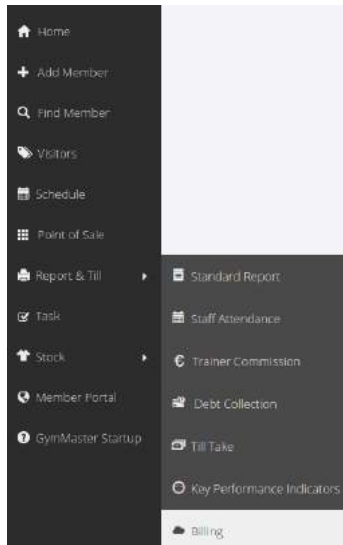 Home
Add Member
Find Member
Visitors
Schedule
Point of Sale
Report & Till
Task
Stock
Member Portal
GymMaster Startup
Standard Report
Staff Attendance
Trainer Commission
Debt Collection
Till Take
Key Performance Indicators
Billing